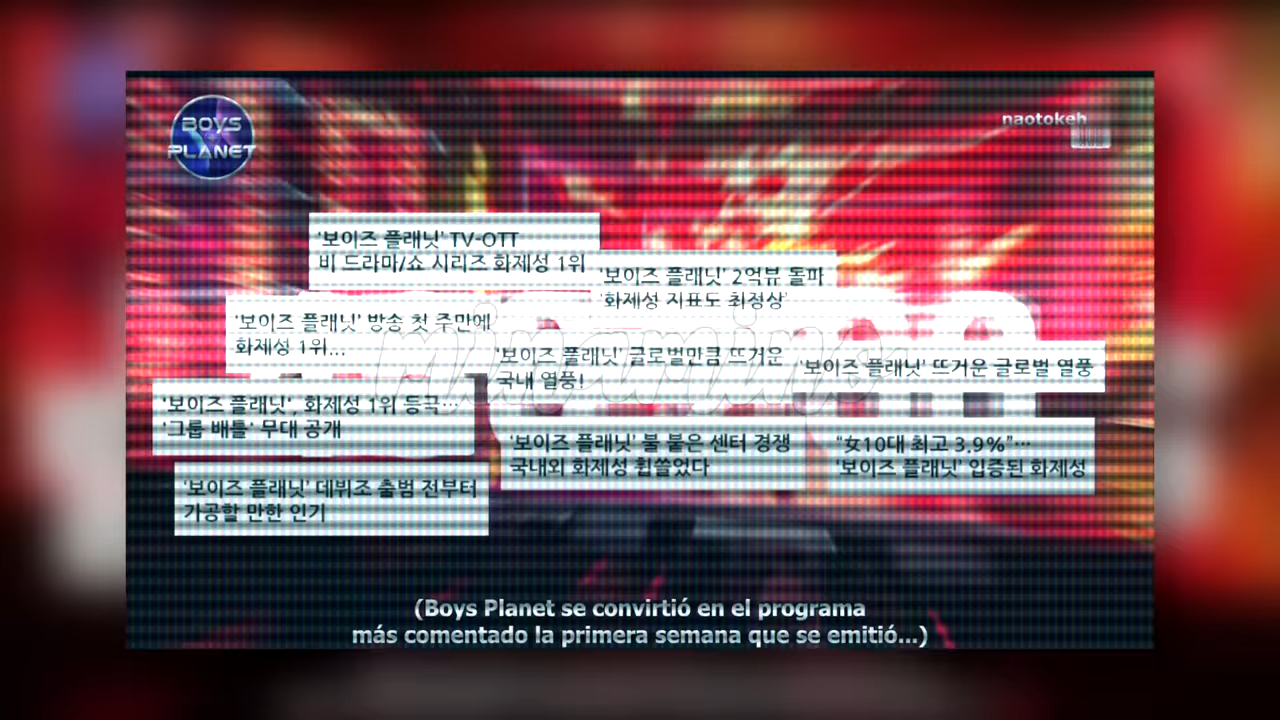 BOYS
PLANET
naotokeh
'보이즈 플래닛' TV-OTT
비 드라마/쇼 시리즈 화제성 1위
'보이즈 플래닛' 2억뷰 돌파
'화제성 지표도 최정상'
'보이즈 플래닛' 방송 첫 주만에
화제성 1위...
'보이즈 플래닛' 글로벌만큼 뜨거운
국내 열풍!
'보이즈 플래닛' 뜨거운 글로벌 열풍
'보이즈 플래닛', 화제성 1위 등극…
'그룹 배틀' 무대 공개
'보이즈 플래닛' 불 붙은 센터 경쟁
국내외 화제성 휩쓸었다
"女10대 최고 3.9%"…
'보이즈 플래닛' 입증된 화제성
'보이즈 플래닛' 데뷔조 출범 전부터
가공할 만한 인기
(Boys Planet se convirtió en el programa
más comentado la primera semana que se emitió...)